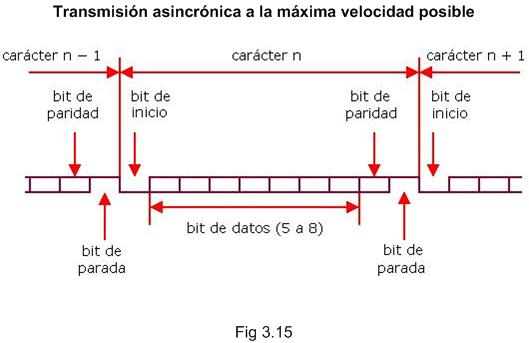 Transmisión asincrónica a la máxima velocidad posible
carácter n − 1
carácter n
carácter n + 1
bit de
paridad
bit de
inicio
bit de
paridad
bit de
inicio
bit de datos (5 a 8)
bit de
parada
bit de
parada
Fig 3.15